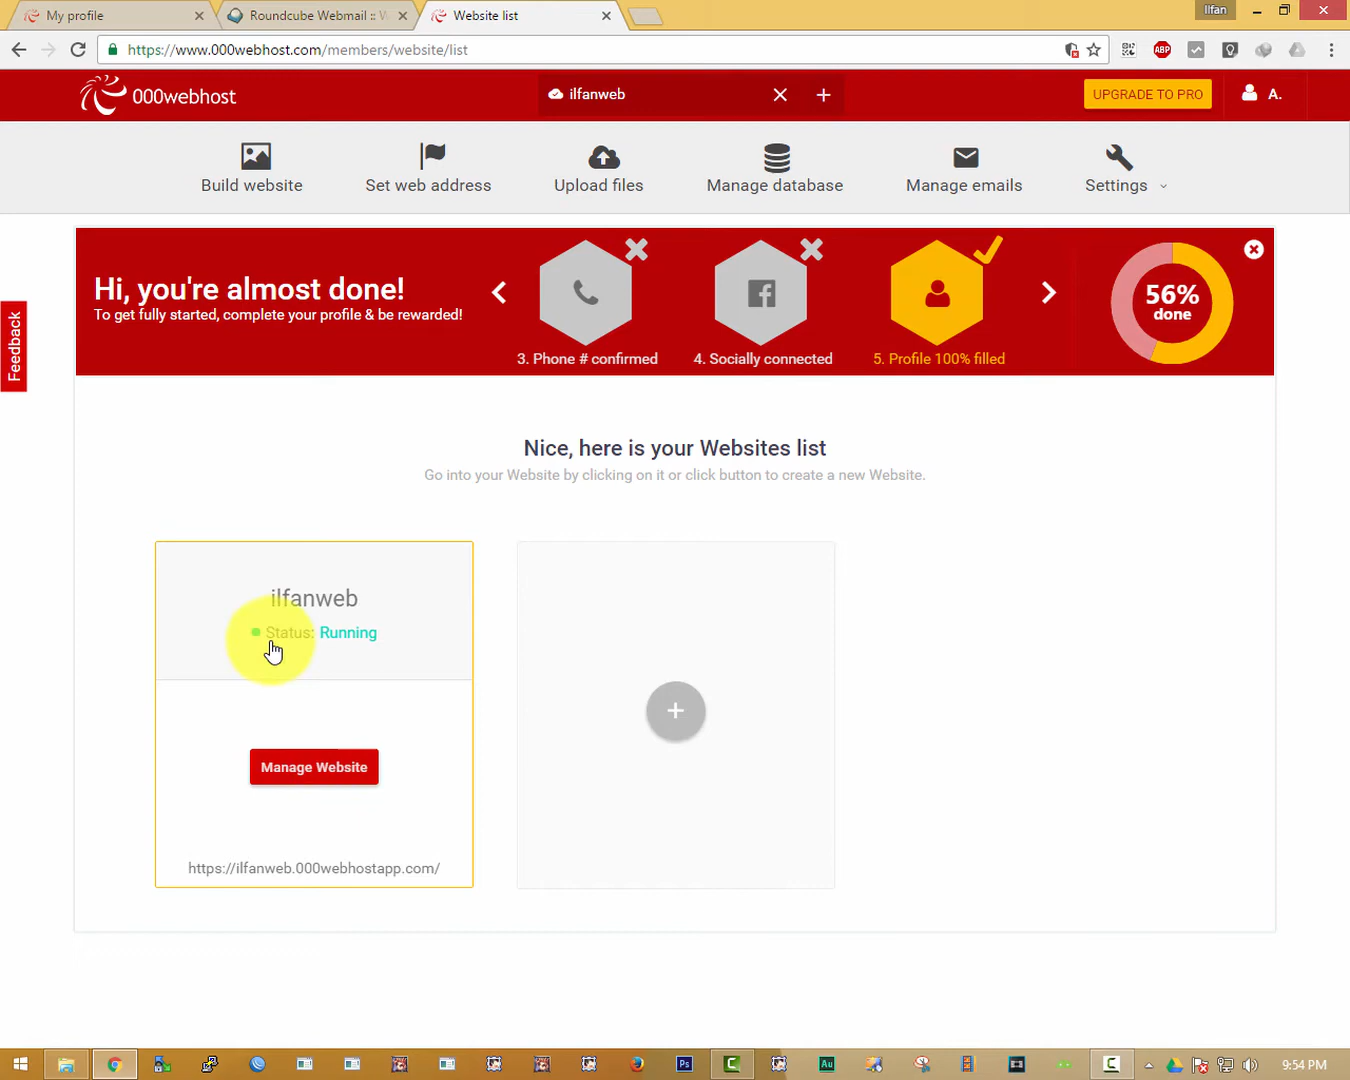 My profile
Roundcube Webmail :: W
Website list
Ilfan
https://www.000webhost.com/members/website/list
ABP
000webhost
ilfanweb
UPGRADE TO PRO
A.
Build website
Set web address
Upload files
Manage database
Manage emails
Settings
Feedback
Hi, you're almost done!
To get fully started, complete your profile & be rewarded!
3. Phone # confirmed
4. Socially connected
5. Profile 100% filled
56%
done
Nice, here is your Websites list
Go into your Website by clicking on it or click button to create a new Website.
ilfanweb
Status: Running
Manage Website
https://ilfanweb.000webhostapp.com/
Ps
Au
9:54 PM